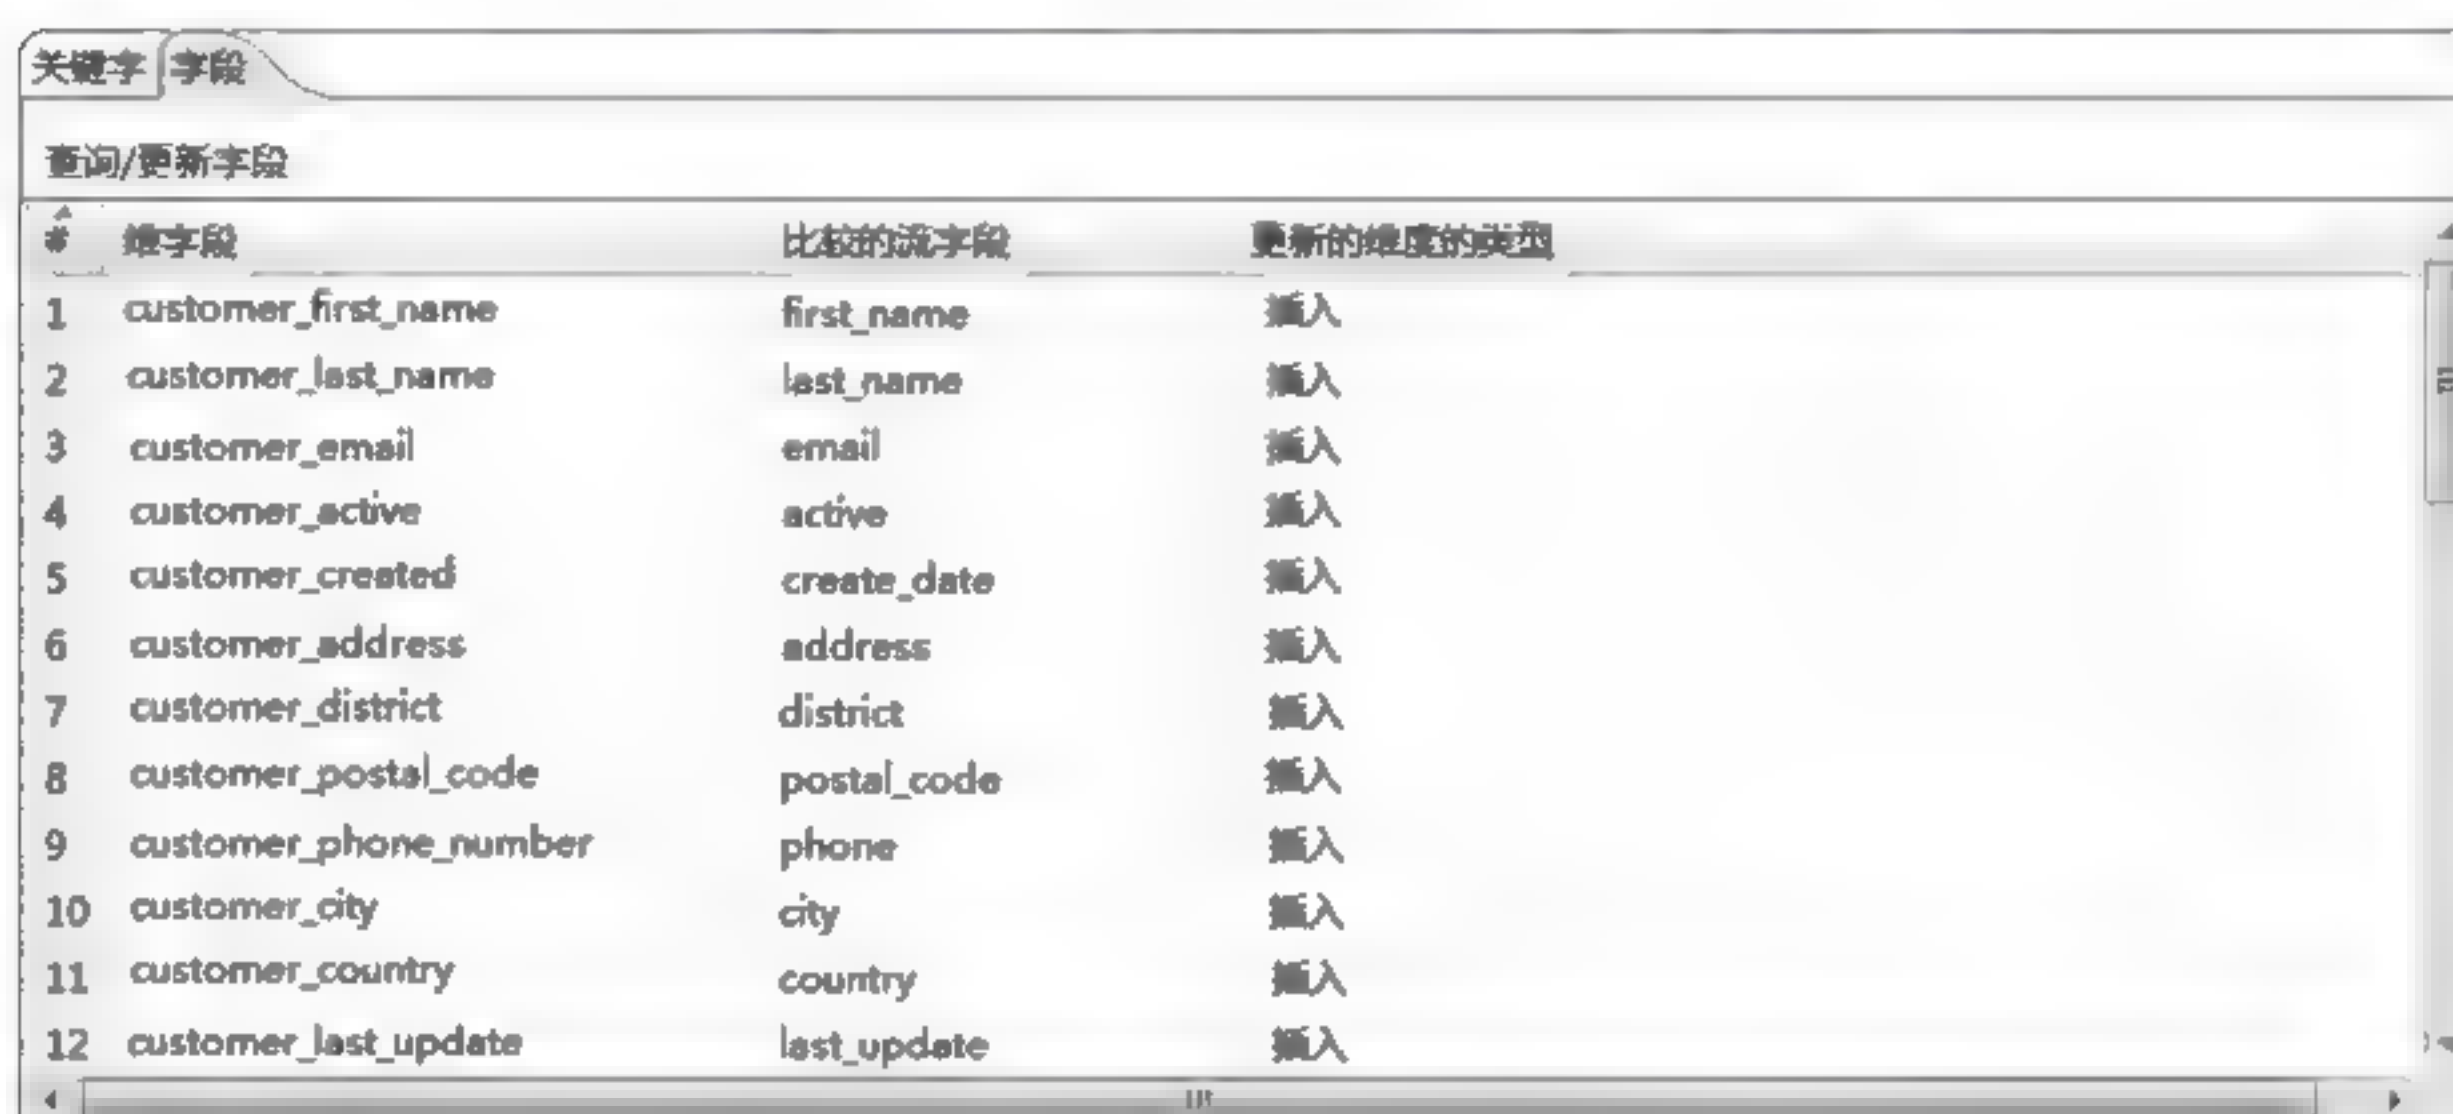 关键字 字段
查询/更新字段
# 维字段 比较的流字段 更新的维度的类型
1 customer_first_name first_name 插入
2 customer_last_name last_name 插入
3 customer_email email 插入
4 customer_active active 插入
5 customer_created create_date 插入
6 customer_address address 插入
7 customer_district district 插入
8 customer_postal_code postal_code 插入
9 customer_phone_number phone 插入
10 customer_city city 插入
11 customer_country country 插入
12 customer_last_update last_update 插入